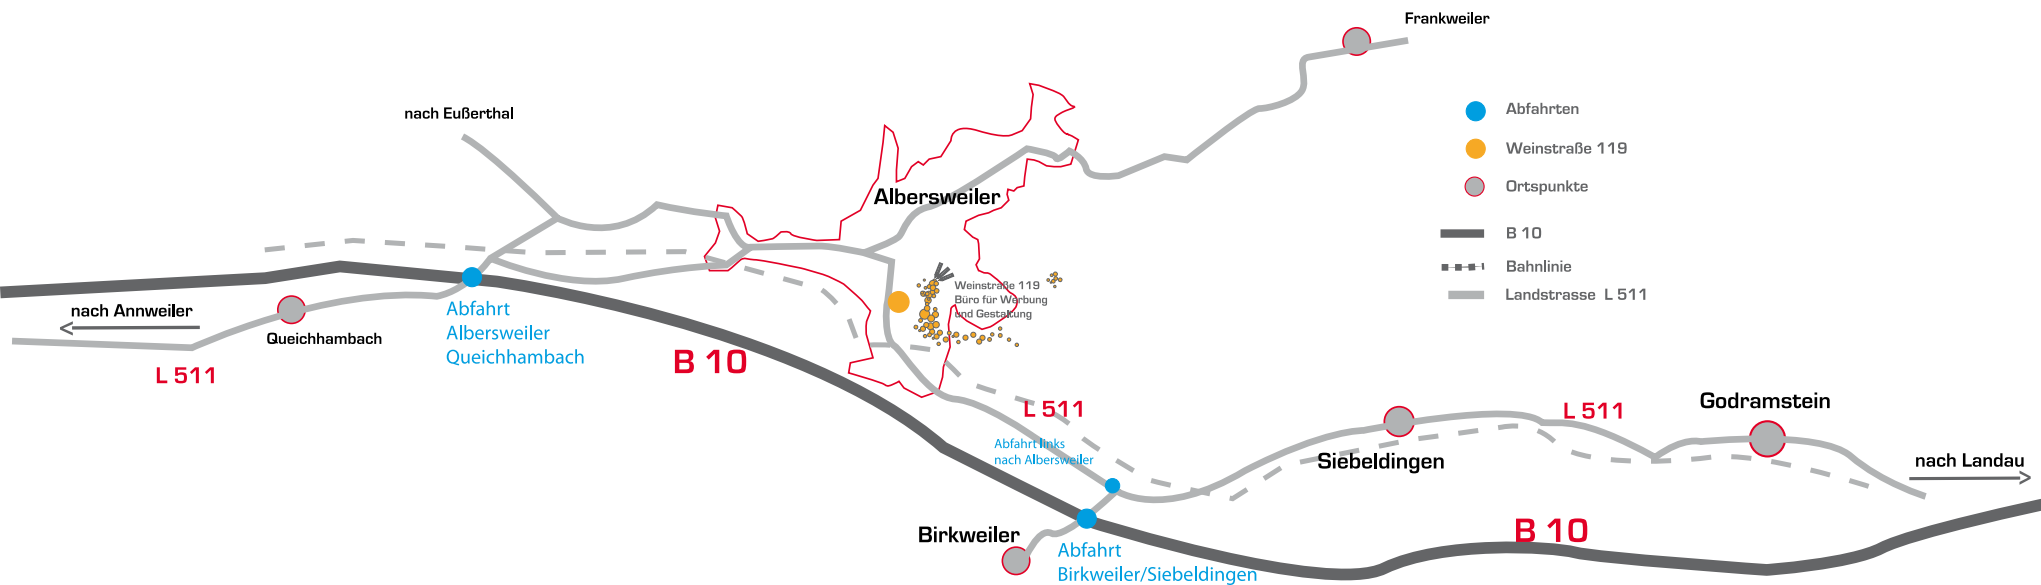 Frankweiler
nach Eußerthal
Albersweiler
Abfahrten
Weinstraße 119
Ortspunkte
B 10
Bahnlinie
Landstrasse L 511
Weinstraße 119
Büro für Werbung
und Gestaltung
nach Annweiler
Queichhambach
L 511
Abfahrt
Albersweiler
Queichhambach
B 10
L 511
Abfahrt links
nach Albersweiler
Siebeldingen
L 511
Godramstein
nach Landau
Birkweiler
Abfahrt
Birkweiler/Siebeldingen
B 10